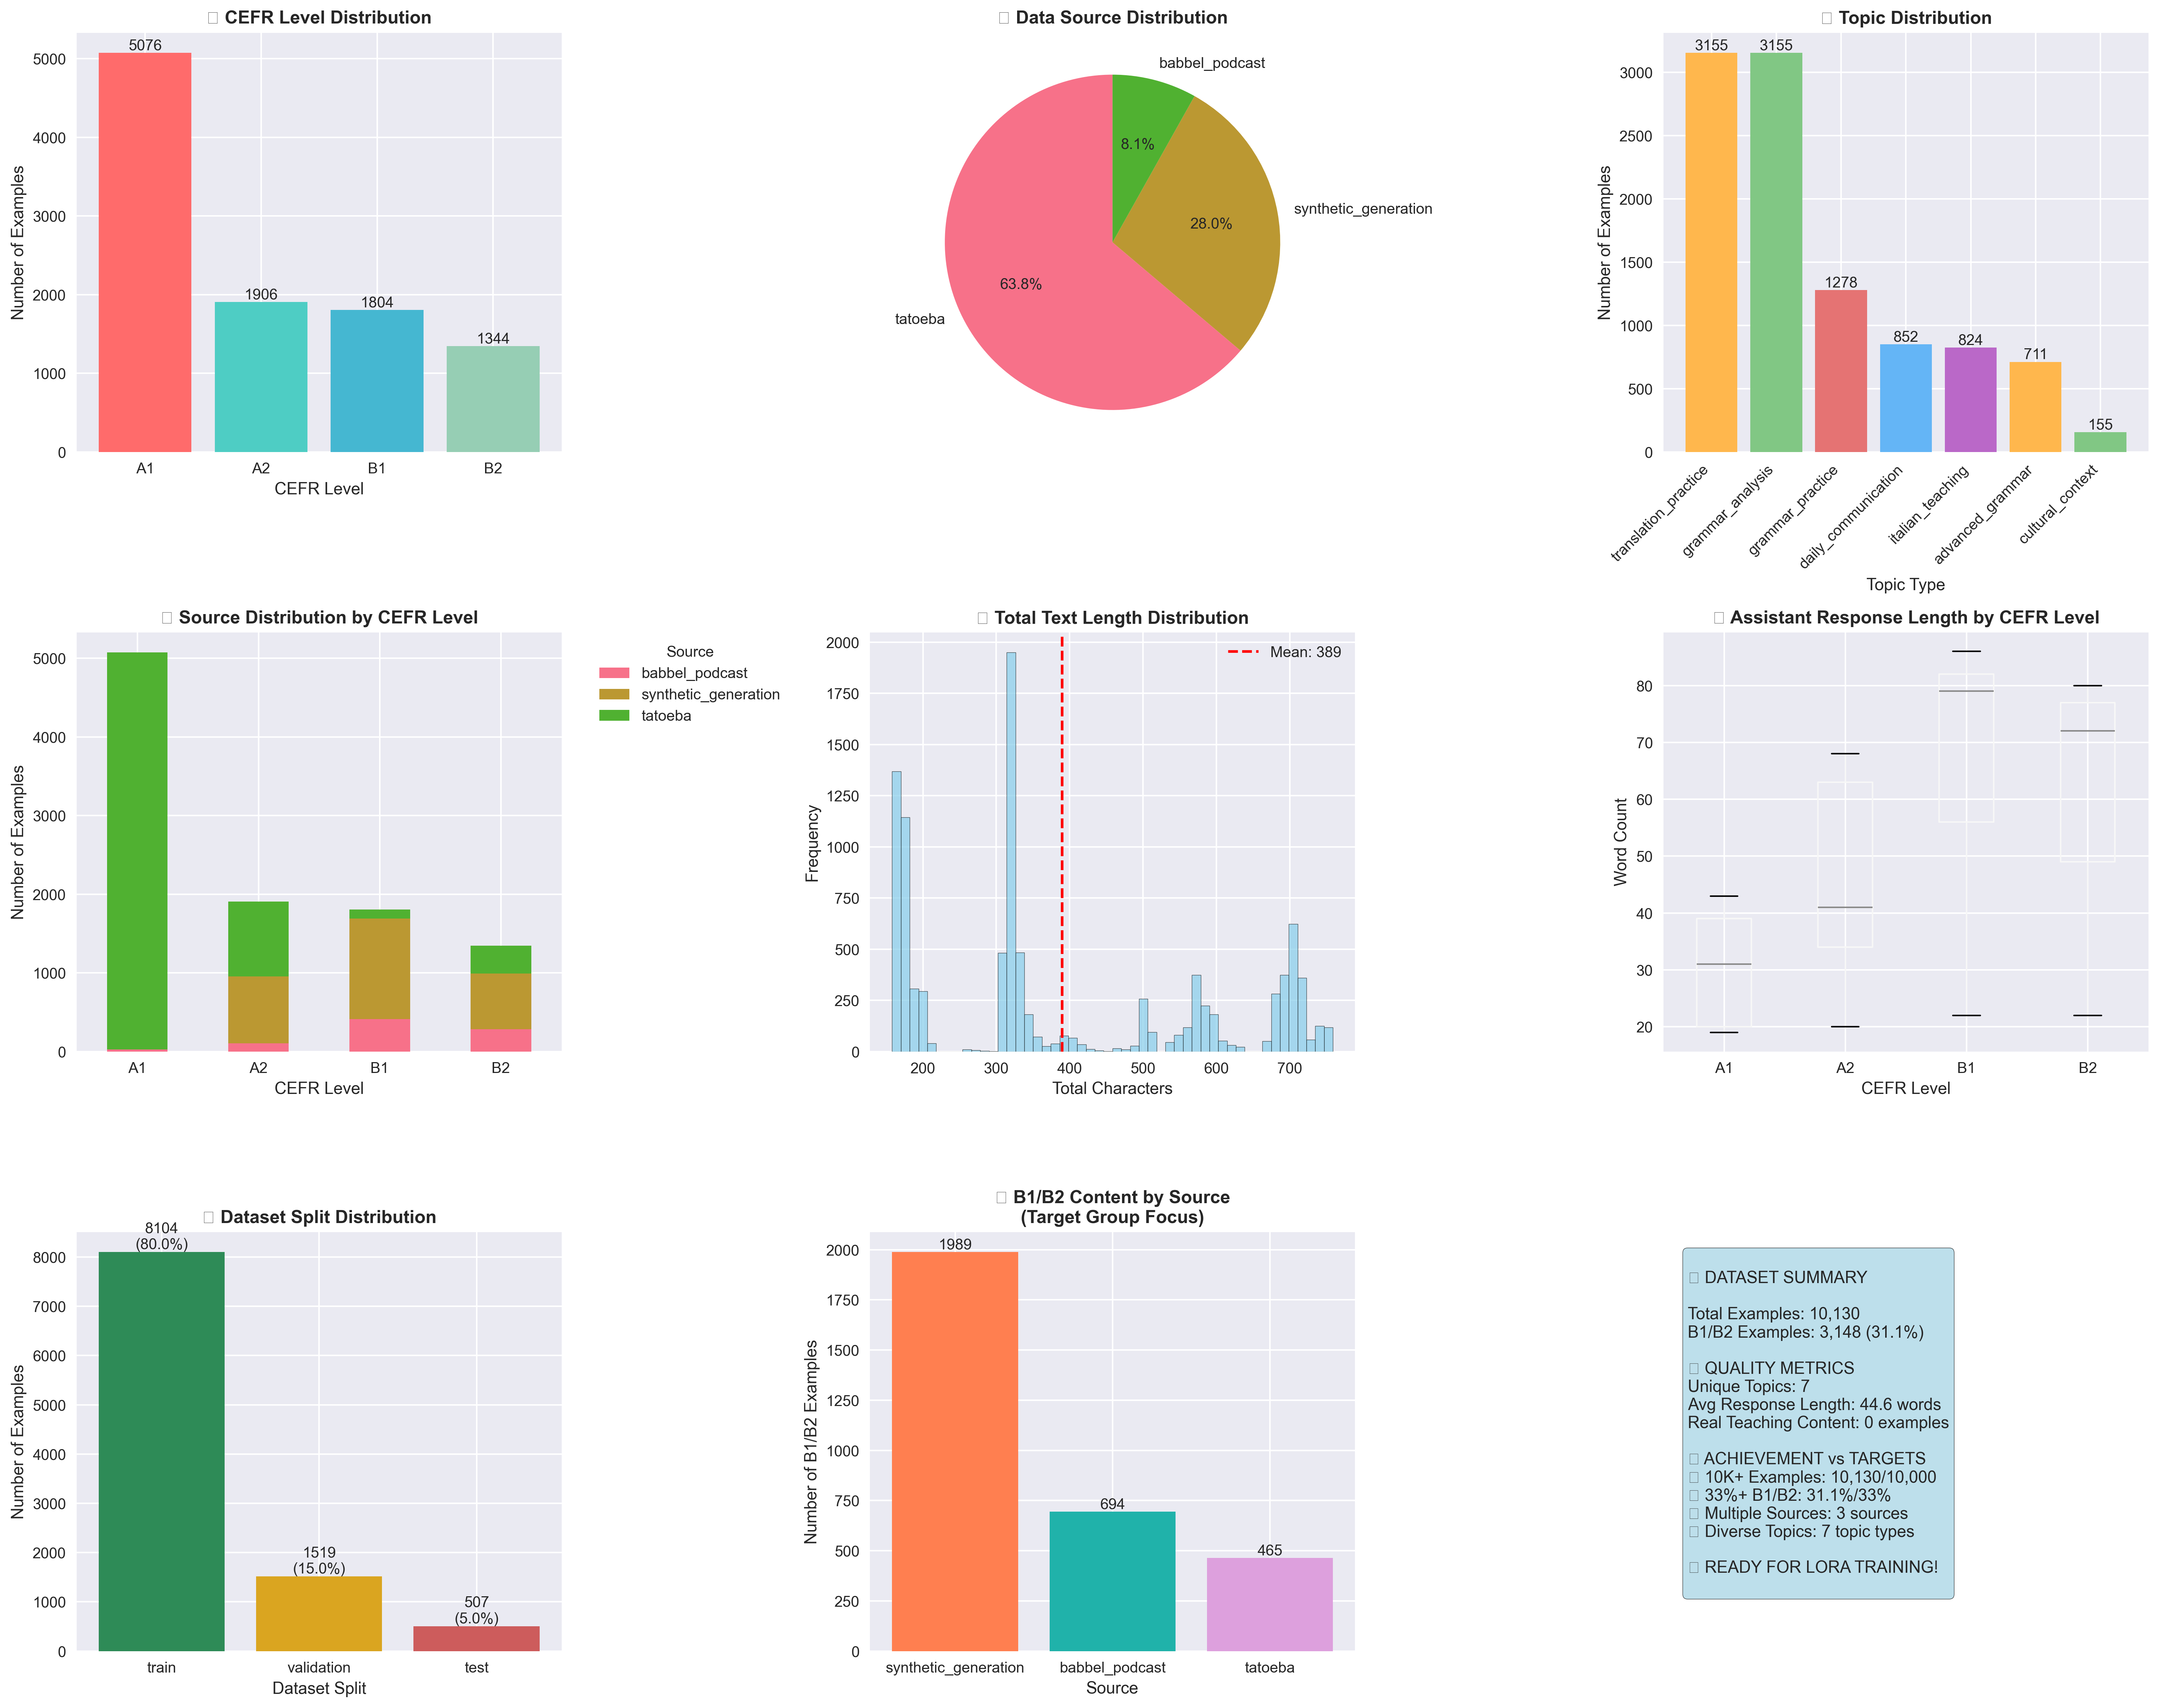 ▯ CEFR Level Distribution
Number of Examples
5000
4000
3000
2000
1000
0
5076
1906
1804
1344
A1
A2
B1
B2
CEFR Level
▯ Data Source Distribution
babbel_podcast
8.1%
synthetic_generation
28.0%
63.8%
tatoeba
▯ Topic Distribution
Number of Examples
3000
2500
2000
1500
1000
500
0
3155
3155
1278
852
824
711
155
translation_practice
grammar_analysis
grammar_practice
daily_communication
italian_teaching
advanced_grammar
cultural_context
Topic Type
▯ Source Distribution by CEFR Level
Number of Examples
5000
4000
3000
2000
1000
0
A1
A2
B1
B2
CEFR Level
Source
babbel_podcast
synthetic_generation
tatoeba
▯ Total Text Length Distribution
Frequency
2000
1750
1500
1250
1000
750
500
250
0
Mean: 389
200
300
400
500
600
700
Total Characters
▯ Assistant Response Length by CEFR Level
Word Count
80
70
60
50
40
30
20
A1
A2
B1
B2
CEFR Level
▯ Dataset Split Distribution
Number of Examples
8000
7000
6000
5000
4000
3000
2000
1000
0
8104
(80.0%)
1519
(15.0%)
507
(5.0%)
train
validation
test
Dataset Split
▯ B1/B2 Content by Source
(Target Group Focus)
Number of B1/B2 Examples
2000
1750
1500
1250
1000
750
500
250
0
1989
694
465
synthetic_generation
babbel_podcast
tatoeba
Source
▯ DATASET SUMMARY
Total Examples: 10,130
B1/B2 Examples: 3,148 (31.1%)
▯ QUALITY METRICS
Unique Topics: 7
Avg Response Length: 44.6 words
Real Teaching Content: 0 examples
▯ ACHIEVEMENT vs TARGETS
▯ 10K+ Examples: 10,130/10,000
▯ 33%+ B1/B2: 31.1%/33%
▯ Multiple Sources: 3 sources
▯ Diverse Topics: 7 topic types
▯ READY FOR LORA TRAINING!